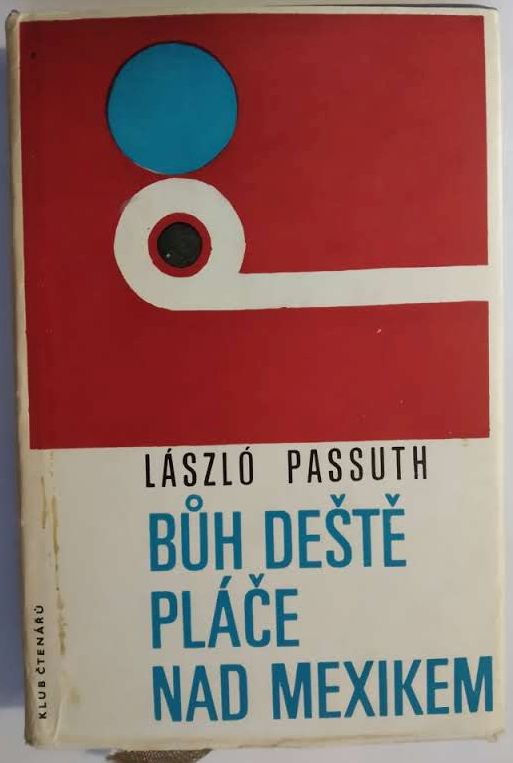 LÁSZLÓ PASSUTH
BŮH DEŠTĚ
PLÁČE
NAD MEXIKEM
KLUB ČTENÁŘŮ